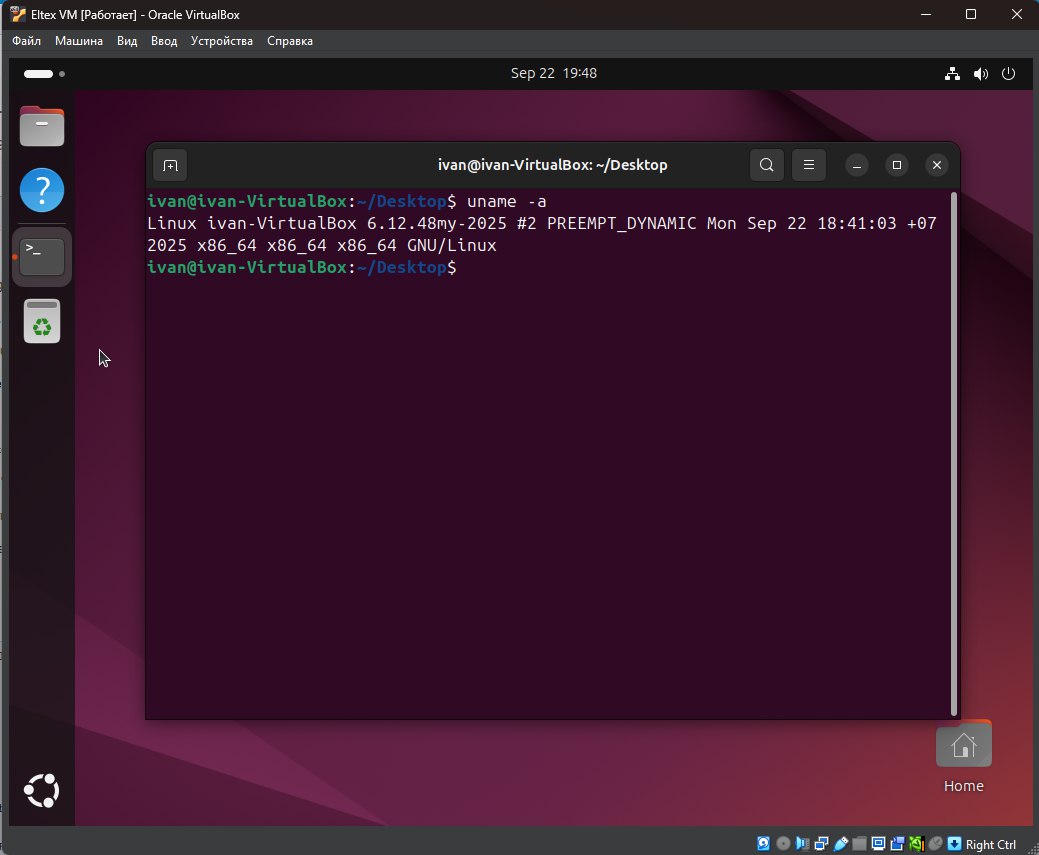 Eltex VM [Работает] - Oracle VirtualBox
Файл Машина Вид Ввод Устройства Справка
Sep 22 19:48
ivan@ivan-VirtualBox: ~/Desktop
ivan@ivan-VirtualBox:~/Desktop$ uname -a
Linux ivan-VirtualBox 6.12.48my-2025 #2 PREEMPT_DYNAMIC Mon Sep 22 18:41:03 +07
2025 x86_64 x86_64 x86_64 GNU/Linux
ivan@ivan-VirtualBox:~/Desktop$
Home
Right Ctrl